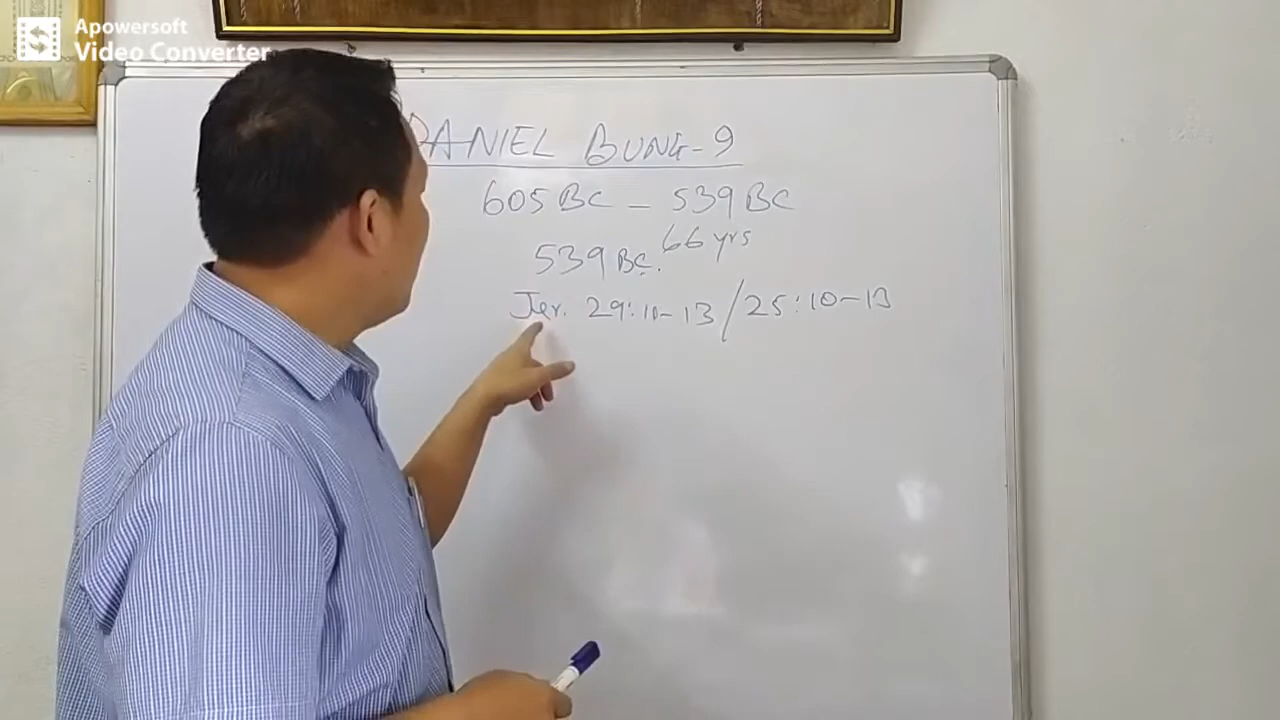 Apowersoft
Video Converter
DANIEL BUNG-9
605 BC - 539 BC
66 yrs
539 BC.
Jer. 29:10-13/25:10-13